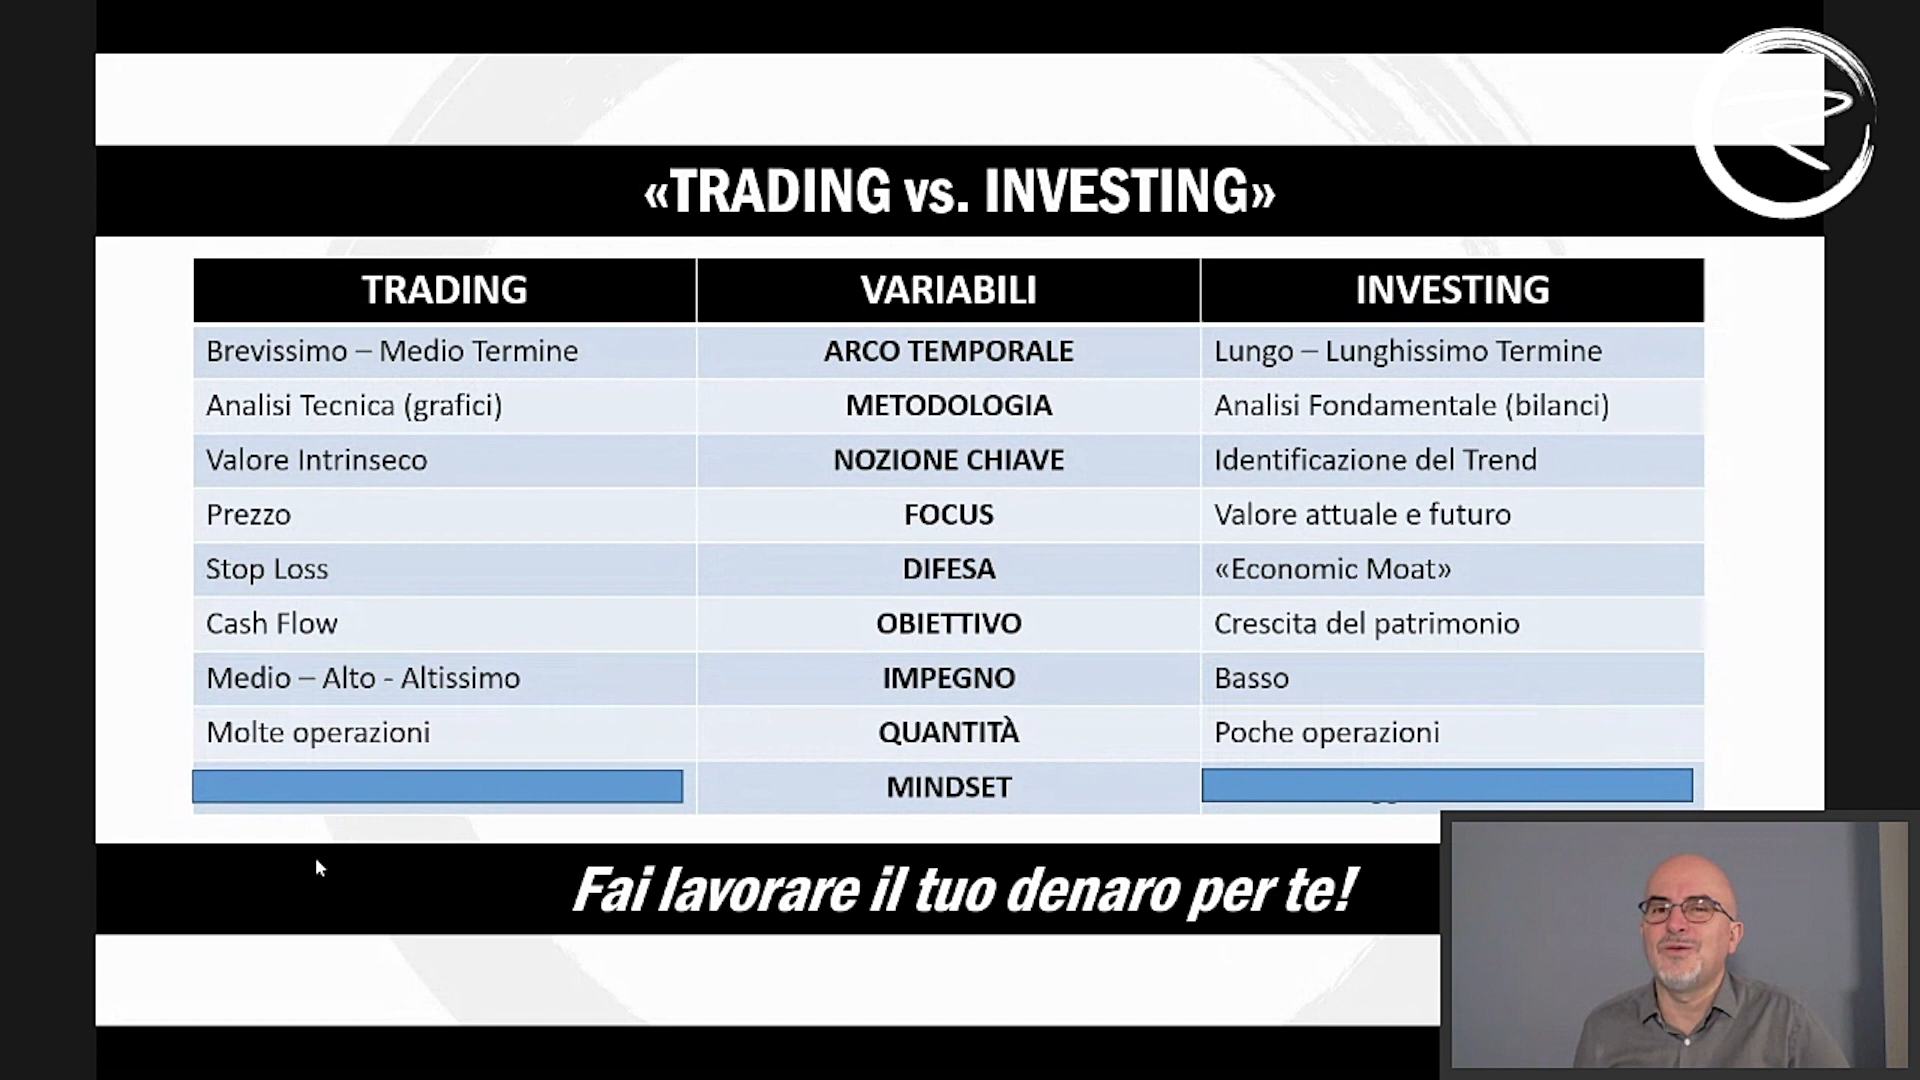 «TRADING vs. INVESTING»
TRADING VARIABILI INVESTING
Brevissimo – Medio Termine ARCO TEMPORALE Lungo – Lunghissimo Termine
Analisi Tecnica (grafici) METODOLOGIA Analisi Fondamentale (bilanci)
Valore Intrinseco NOZIONE CHIAVE Identificazione del Trend
Prezzo FOCUS Valore attuale e futuro
Stop Loss DIFESA «Economic Moat»
Cash Flow OBIETTIVO Crescita del patrimonio
Medio – Alto - Altissimo IMPEGNO Basso
Molte operazioni QUANTITÀ Poche operazioni
MINDSET
Fai lavorare il tuo denaro per te!